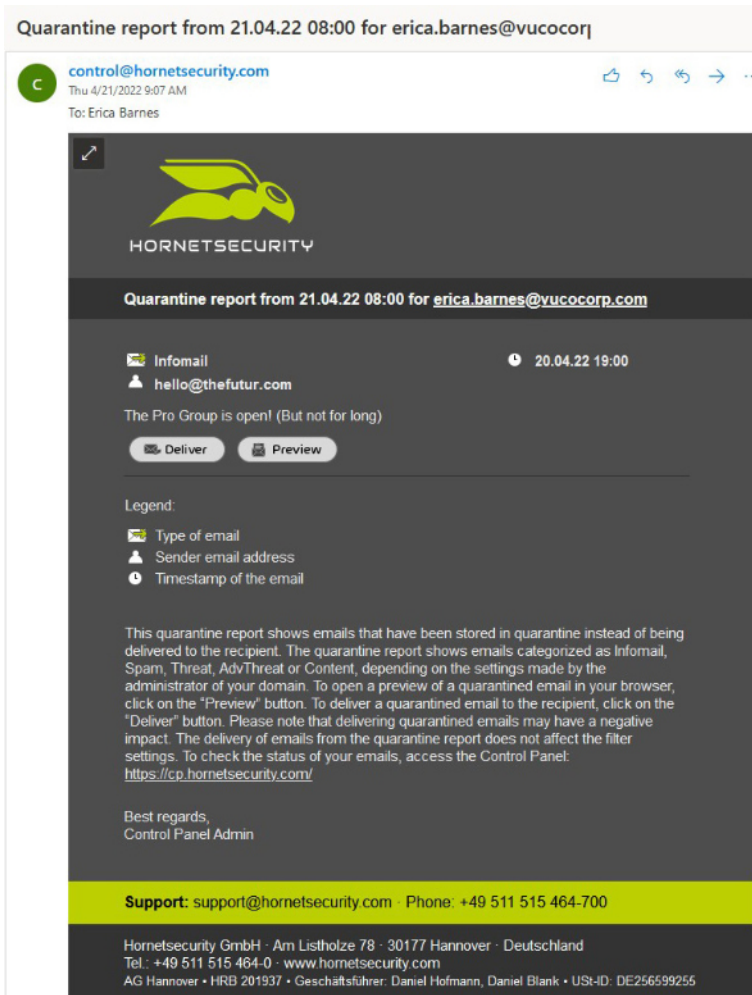 Quarantine report from 21.04.22 08:00 for erica.barnes@vucocorp
C
control@hornetsecurity.com
Thu 4/21/2022 9:07 AM
To: Erica Barnes
HORNETSECURITY
Quarantine report from 21.04.22 08:00 for erica.barnes@vucocorp.com
Infomail 20.04.22 19:00
hello@thefutur.com
The Pro Group is open! (But not for long)
Deliver Preview
Legend:
Type of email
Sender email address
Timestamp of the email
This quarantine report shows emails that have been stored in quarantine instead of being
delivered to the recipient. The quarantine report shows emails categorized as Infomail,
Spam, Threat, AdvThreat or Content, depending on the settings made by the
administrator of your domain. To open a preview of a quarantined email in your browser,
click on the "Preview" button. To deliver a quarantined email to the recipient, click on the
"Deliver" button. Please note that delivering quarantined emails may have a negative
impact. The delivery of emails from the quarantine report does not affect the filter
settings. To check the status of your emails, access the Control Panel:
https://cp.hornetsecurity.com/
Best regards,
Control Panel Admin
Support: support@hornetsecurity.com · Phone: +49 511 515 464-700
Hornetsecurity GmbH · Am Listholze 78 · 30177 Hannover · Deutschland
Tel.: +49 511 515 464-0 · www.hornetsecurity.com
AG Hannover • HRB 201937 • Geschäftsführer: Daniel Hofmann, Daniel Blank • USt-ID: DE256599255